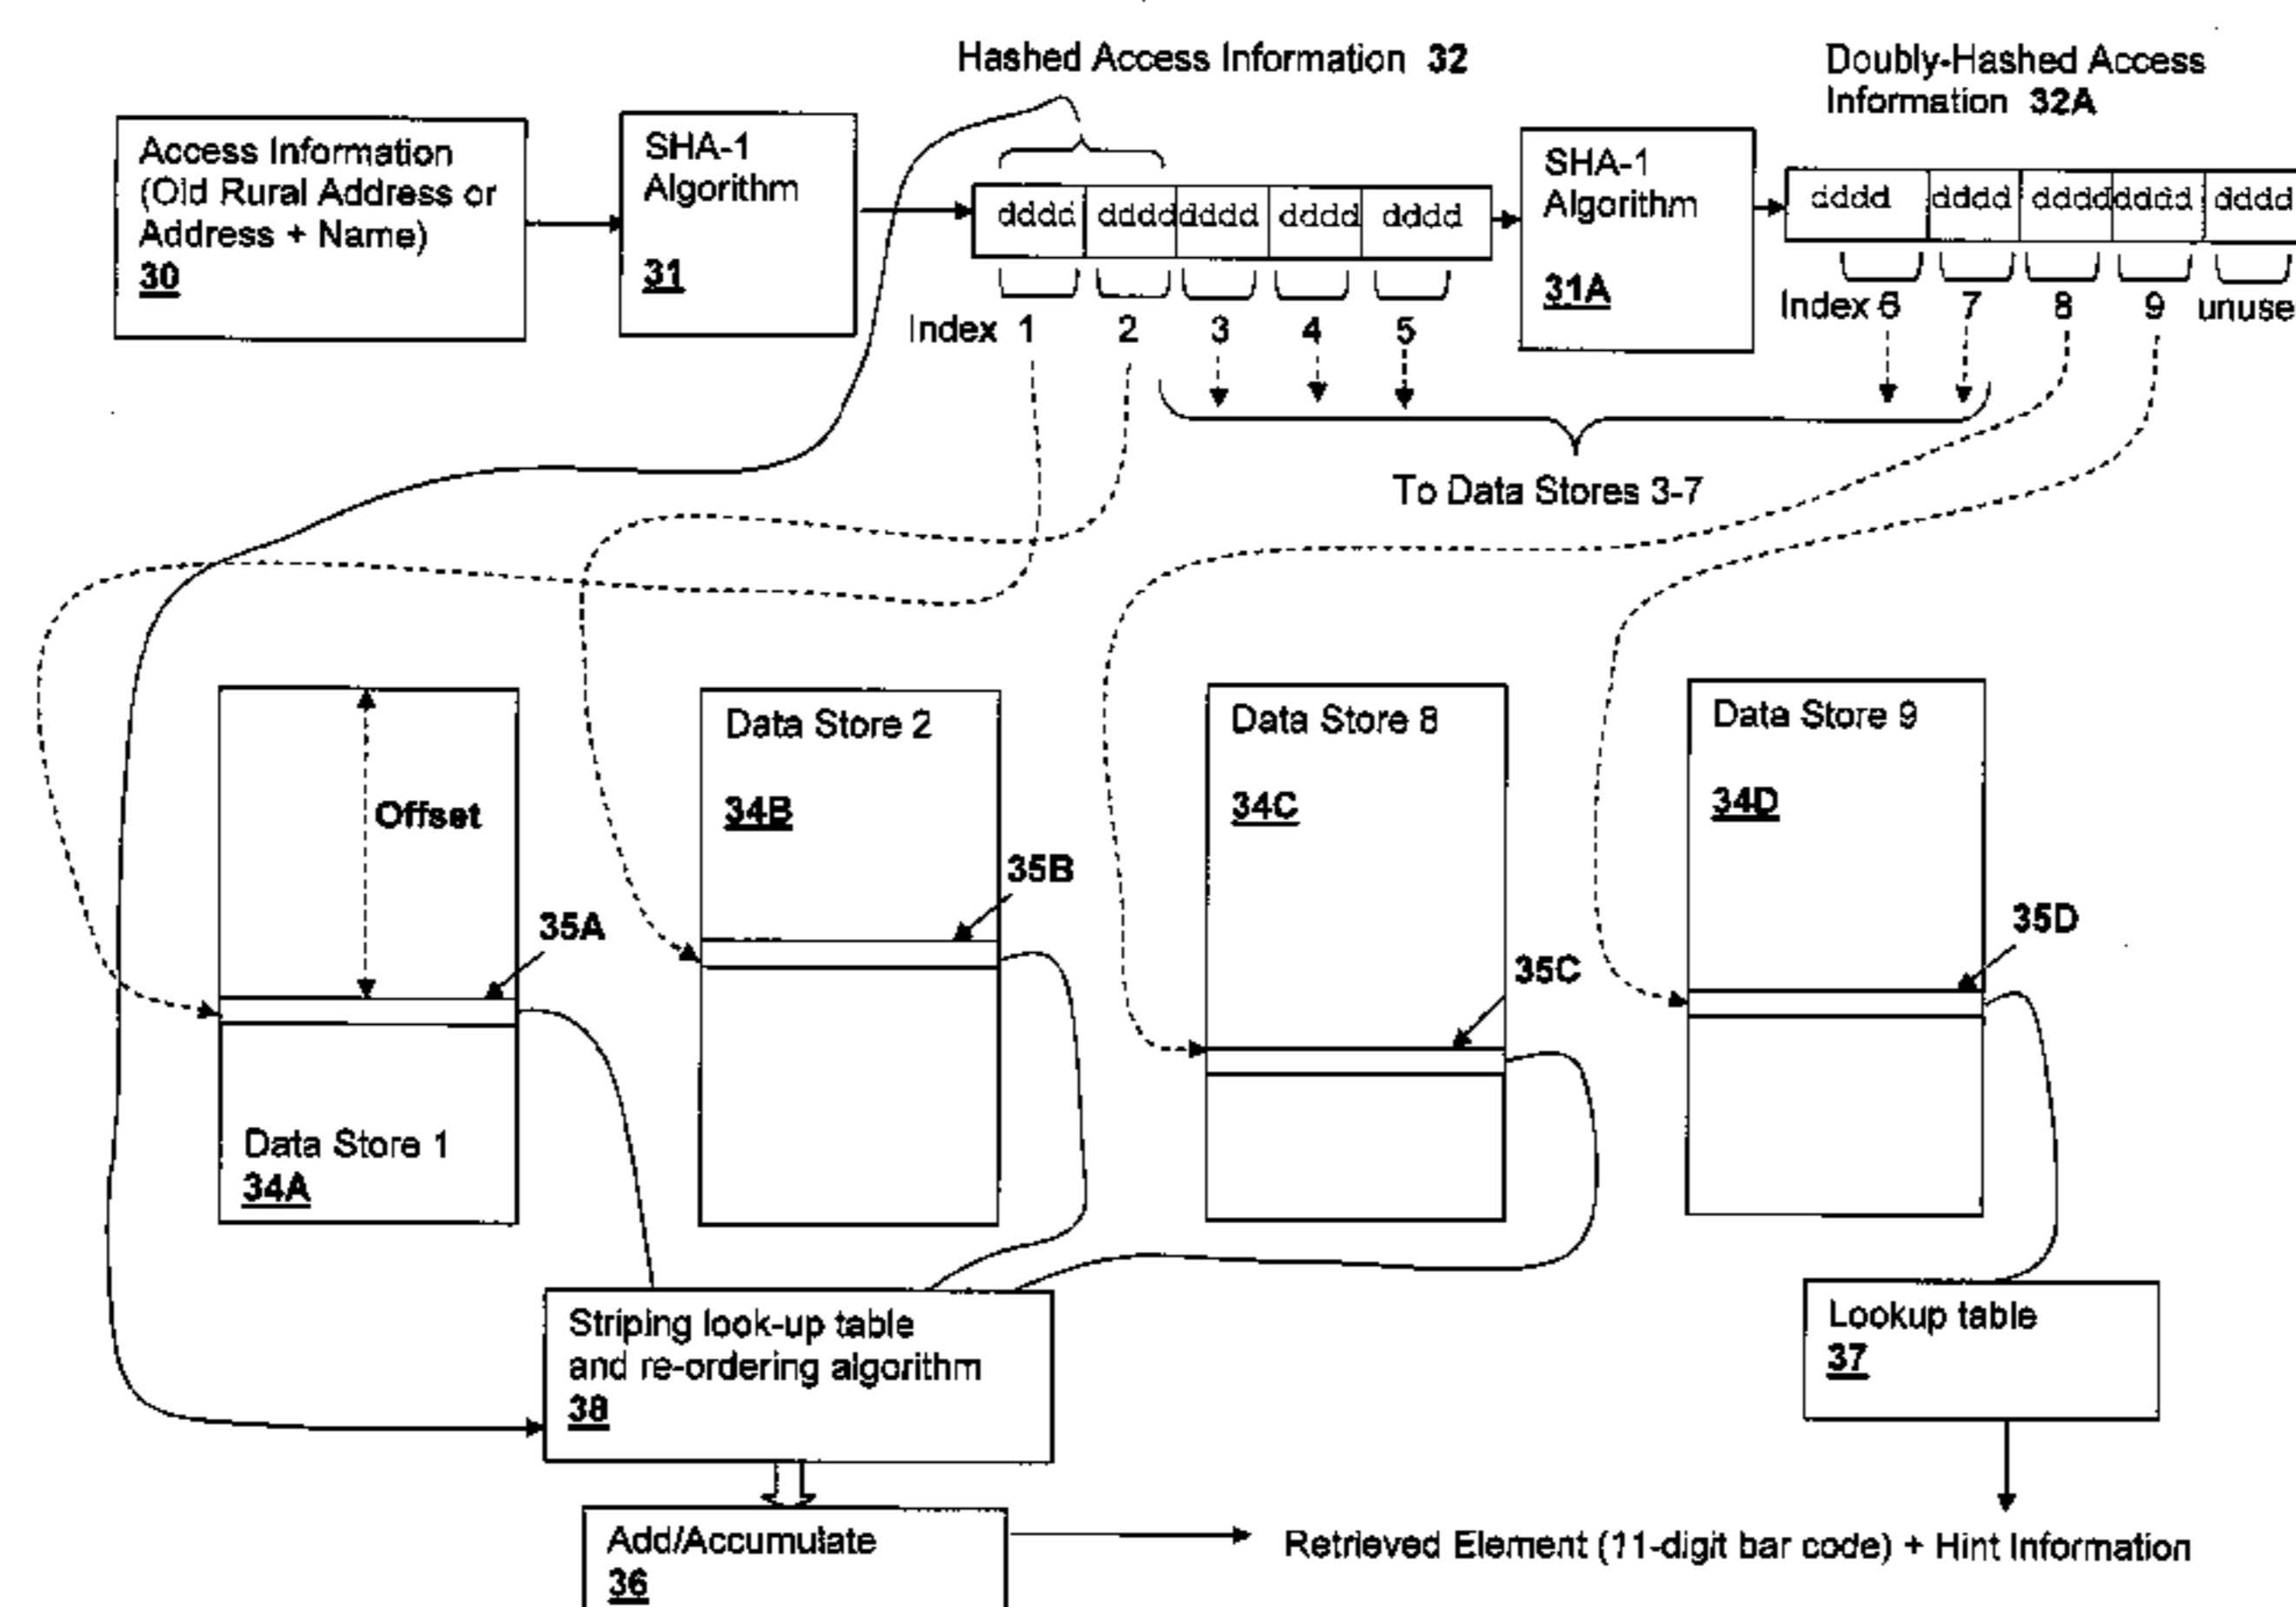 Hashed Access Information 32
Doubly-Hashed Access
Information 32A
Access Information
(Old Rural Address or
Address + Name)
30
SHA-1
Algorithm
31
dddd dddd dddd dddd dddd
Index 1 2 3 4 5
SHA-1
Algorithm
31A
dddd dddd dddd dddd dddd
Index 6 7 8 9 unuse
To Data Stores 3-7
Offset
35A
Data Store 1
34A
Data Store 2
34B
35B
Data Store 8
34C
35C
Data Store 9
34D
35D
Striping look-up table
and re-ordering algorithm
38
Lookup table
37
Add/Accumulate
36
Retrieved Element (11-digit bar code) + Hint Information